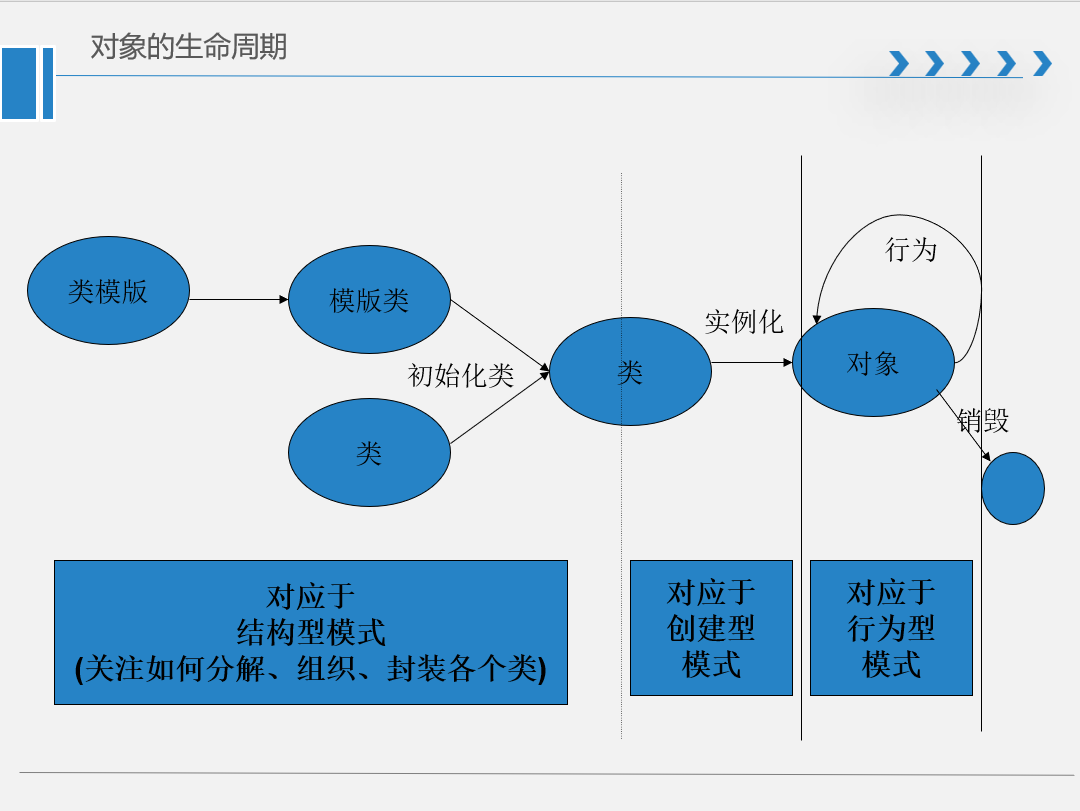 对象的生命周期
行为
类模版
模版类
实例化
初始化类
类
对象
销毁
类
对应于
结构型模式
(关注如何分解、组织、封装各个类)
对应于
创建型
模式
对应于
行为型
模式